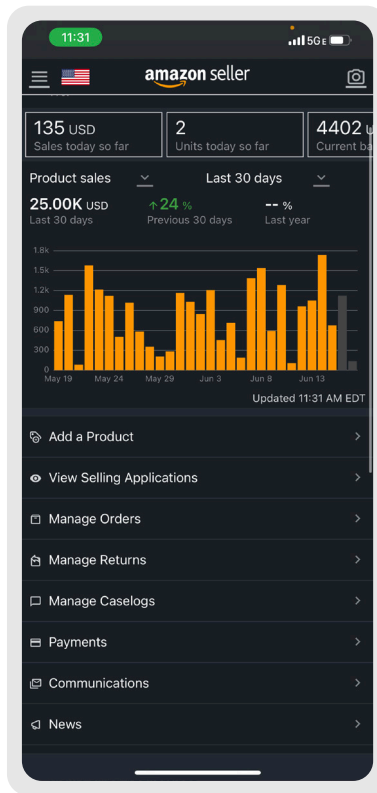 11:31
5G E
amazon seller
135 USD
Sales today so far
2
Units today so far
4402
Current ba
Product sales
Last 30 days
25.00K USD
Last 30 days
↑24 %
Previous 30 days
-- %
Last year
1.8k
1.5k
1.2k
900
600
300
0
May 19 May 24 May 29 Jun 3 Jun 8 Jun 13
Updated 11:31 AM EDT
Add a Product
View Selling Applications
Manage Orders
Manage Returns
Manage Caselogs
Payments
Communications
News